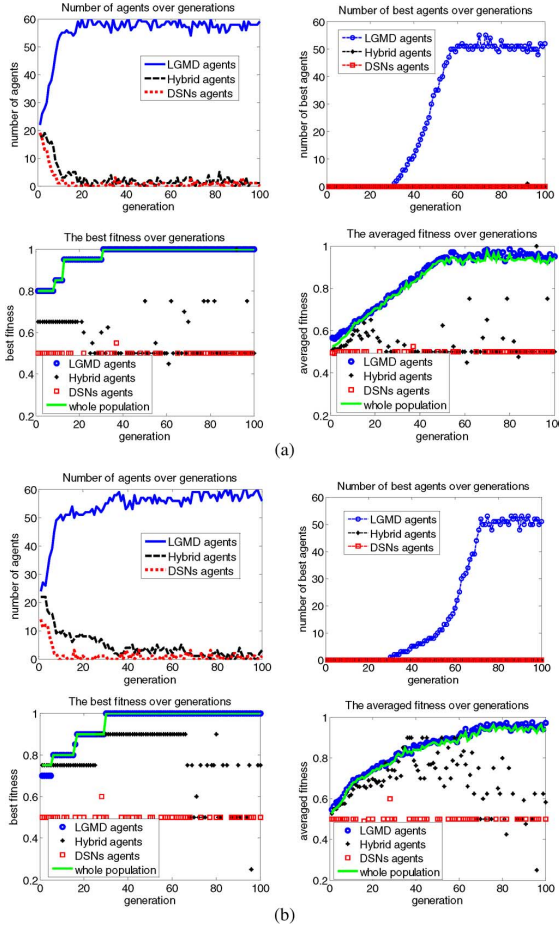 Number of agents over generations
60
50
40
30
20
10
0
0 20 40 60 80 100
number of agents
generation
LGMD agents
Hybrid agents
DSNs agents
Number of best agents over generations
60
50
40
30
20
10
0
0 20 40 60 80 100
number of best agents
generation
LGMD agents
Hybrid agents
DSNs agents
The best fitness over generations
1
0.8
0.6
0.4
0.2
0 20 40 60 80 100
best fitness
generation
LGMD agents
Hybrid agents
DSNs agents
whole population
The averaged fitness over generations
1
0.8
0.6
0.4
0.2
0 20 40 60 80 100
averaged fitness
generation
LGMD agents
Hybrid agents
DSNs agents
whole population
(a)
Number of agents over generations
60
50
40
30
20
10
0
0 20 40 60 80 100
number of agents
generation
LGMD agents
Hybrid agents
DSNs agents
Number of best agents over generations
60
50
40
30
20
10
0
0 20 40 60 80 100
number of best agents
generation
LGMD agents
Hybrid agents
DSNs agents
The best fitness over generations
1
0.8
0.6
0.4
0.2
0 20 40 60 80 100
best fitness
generation
LGMD agents
Hybrid agents
DSNs agents
whole population
The averaged fitness over generations
1
0.8
0.6
0.4
0.2
0 20 40 60 80 100
averaged fitness
generation
LGMD agents
Hybrid agents
DSNs agents
whole population
(b)